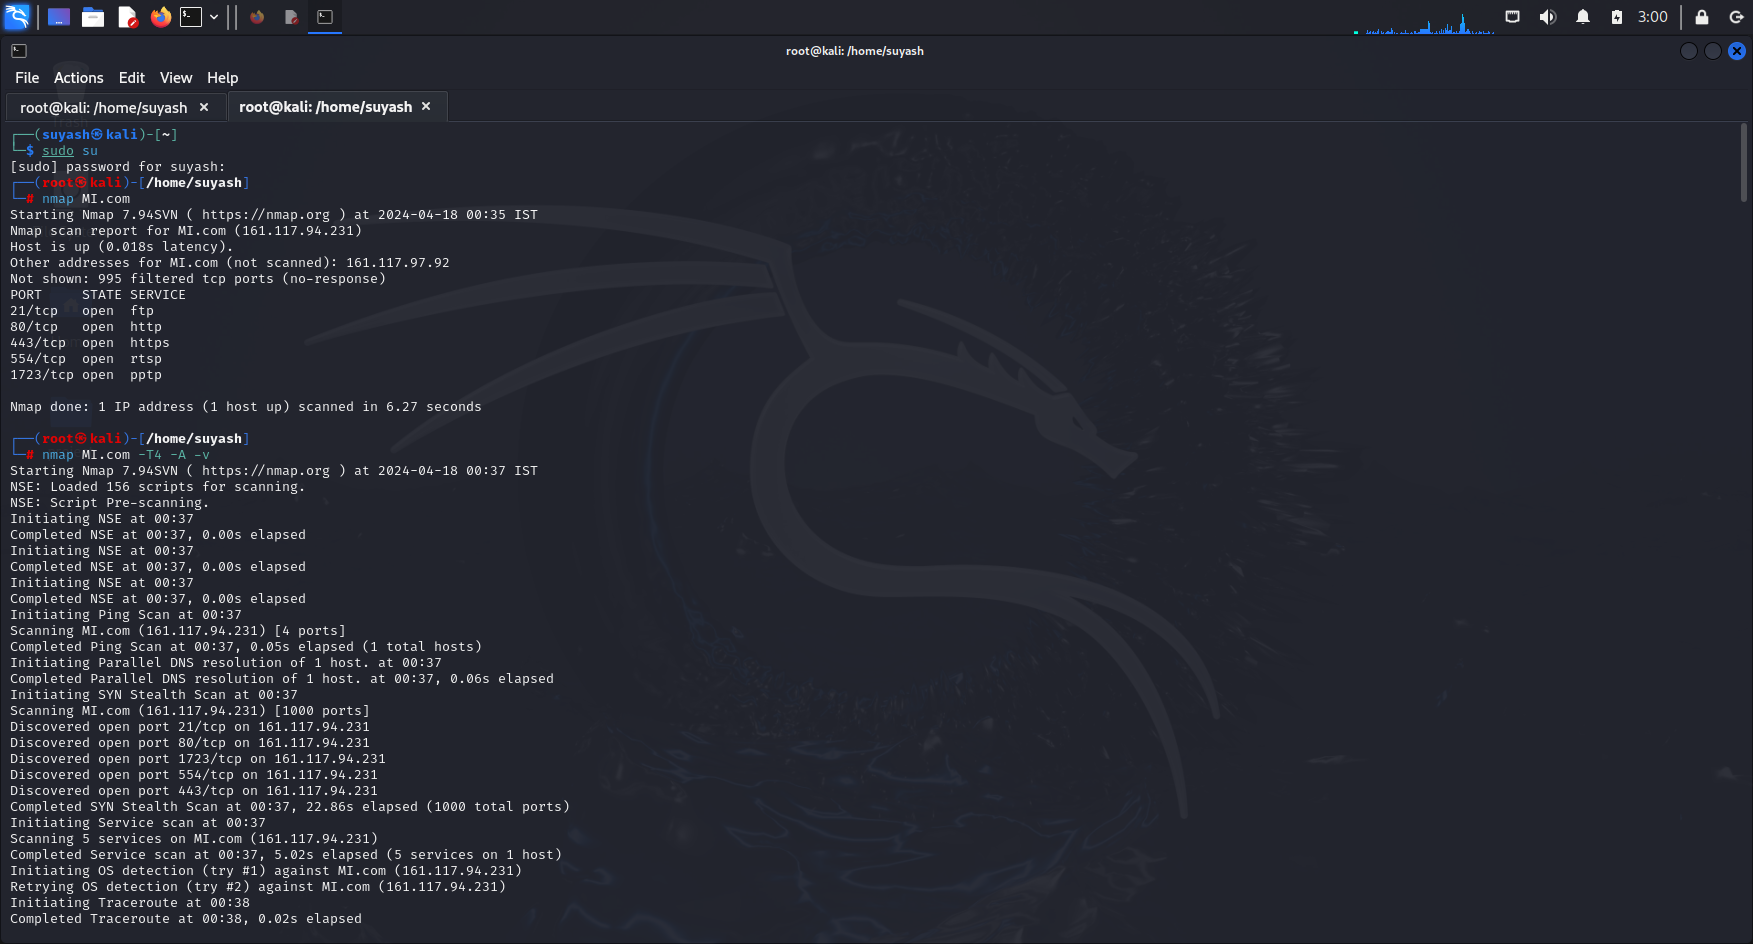 3:00
root@kali: /home/suyash
File Actions Edit View Help
root@kali: /home/suyash × root@kali: /home/suyash ×
┌──(suyash㉿kali)-[~]
└─$ sudo su
[sudo] password for suyash:
┌──(root㉿kali)-[/home/suyash]
└─# nmap MI.com
Starting Nmap 7.94SVN ( https://nmap.org ) at 2024-04-18 00:35 IST
Nmap scan report for MI.com (161.117.94.231)
Host is up (0.018s latency).
Other addresses for MI.com (not scanned): 161.117.97.92
Not shown: 995 filtered tcp ports (no-response)
PORT     STATE SERVICE
21/tcp   open  ftp
80/tcp   open  http
443/tcp  open  https
554/tcp  open  rtsp
1723/tcp open  pptp
Nmap done: 1 IP address (1 host up) scanned in 6.27 seconds
┌──(root㉿kali)-[/home/suyash]
└─# nmap MI.com -T4 -A -v
Starting Nmap 7.94SVN ( https://nmap.org ) at 2024-04-18 00:37 IST
NSE: Loaded 156 scripts for scanning.
NSE: Script Pre-scanning.
Initiating NSE at 00:37
Completed NSE at 00:37, 0.00s elapsed
Initiating NSE at 00:37
Completed NSE at 00:37, 0.00s elapsed
Initiating NSE at 00:37
Completed NSE at 00:37, 0.00s elapsed
Initiating Ping Scan at 00:37
Scanning MI.com (161.117.94.231) [4 ports]
Completed Ping Scan at 00:37, 0.05s elapsed (1 total hosts)
Initiating Parallel DNS resolution of 1 host. at 00:37
Completed Parallel DNS resolution of 1 host. at 00:37, 0.06s elapsed
Initiating SYN Stealth Scan at 00:37
Scanning MI.com (161.117.94.231) [1000 ports]
Discovered open port 21/tcp on 161.117.94.231
Discovered open port 80/tcp on 161.117.94.231
Discovered open port 1723/tcp on 161.117.94.231
Discovered open port 554/tcp on 161.117.94.231
Discovered open port 443/tcp on 161.117.94.231
Completed SYN Stealth Scan at 00:37, 22.86s elapsed (1000 total ports)
Initiating Service scan at 00:37
Scanning 5 services on MI.com (161.117.94.231)
Completed Service scan at 00:37, 5.02s elapsed (5 services on 1 host)
Initiating OS detection (try #1) against MI.com (161.117.94.231)
Retrying OS detection (try #2) against MI.com (161.117.94.231)
Initiating Traceroute at 00:38
Completed Traceroute at 00:38, 0.02s elapsed